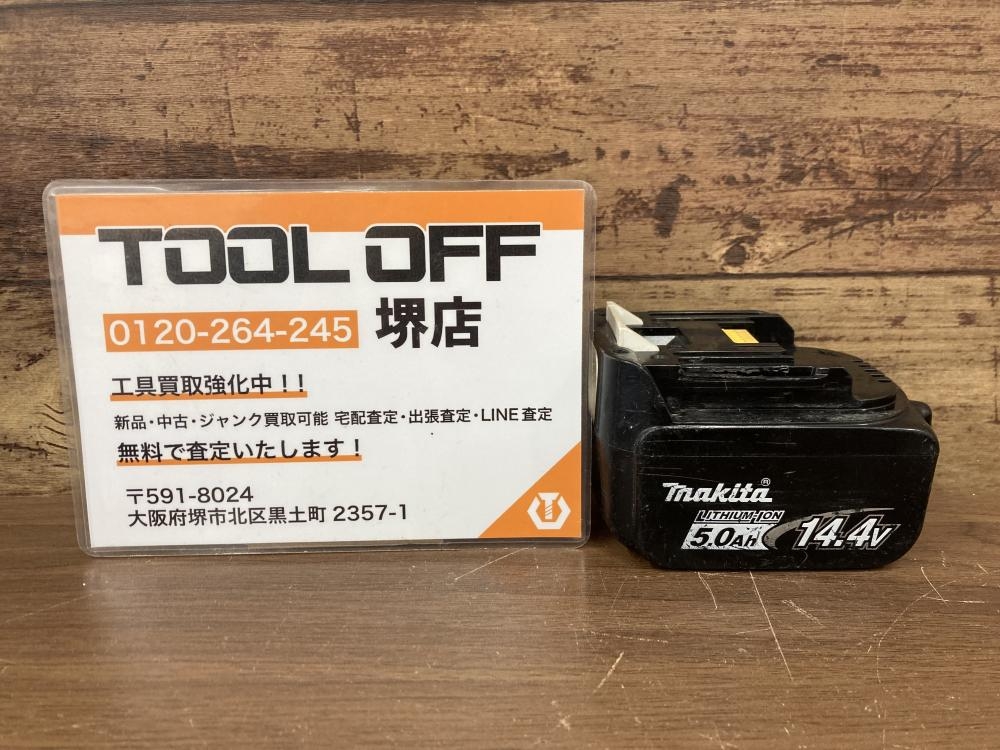 TOOL OFF
0120-264-245 堺店
工具買取強化中！！
新品・中古・ジャンク買取可能 宅配査定・出張査定・LINE査定
無料で査定いたします！
〒591-8024
大阪府堺市北区黒土町 2357-1
makita®
LITHIUM-ION
5.0Ah 14.4V